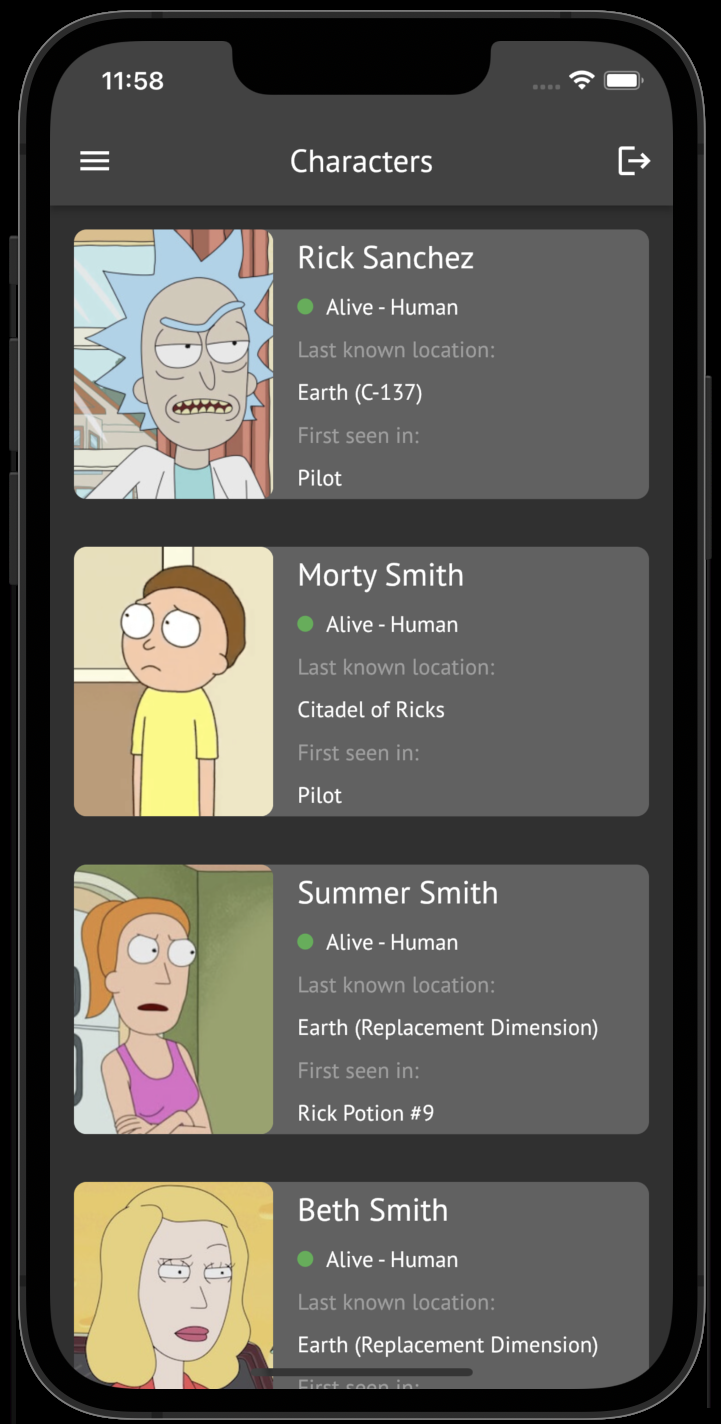 11:58
Characters
Rick Sanchez
Alive - Human
Last known location:
Earth (C-137)
First seen in:
Pilot
Morty Smith
Alive - Human
Last known location:
Citadel of Ricks
First seen in:
Pilot
Summer Smith
Alive - Human
Last known location:
Earth (Replacement Dimension)
First seen in:
Rick Potion #9
Beth Smith
Alive - Human
Last known location:
Earth (Replacement Dimension)
First seen in: